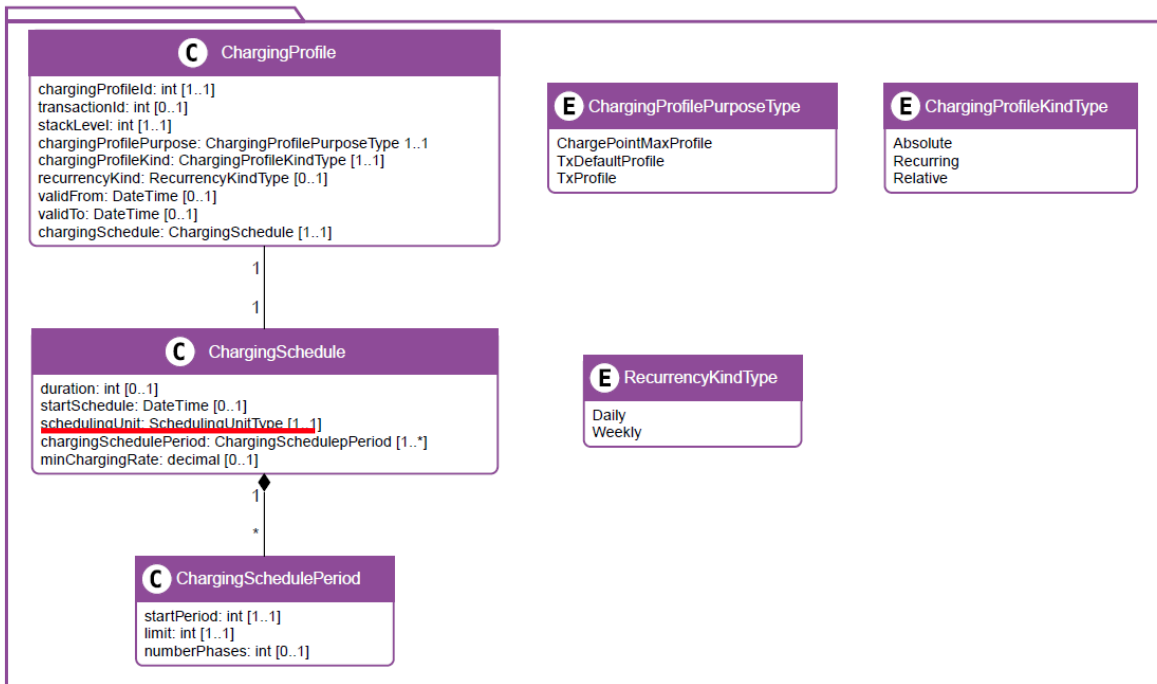 C ChargingProfile
chargingProfileId: int [1..1]
transactionId: int [0..1]
stackLevel: int [1..1]
chargingProfilePurpose: ChargingProfilePurposeType 1..1
chargingProfileKind: ChargingProfileKindType [1..1]
recurrencyKind: RecurrencyKindType [0..1]
validFrom: DateTime [0..1]
validTo: DateTime [0..1]
chargingSchedule: ChargingSchedule [1..1]
E ChargingProfilePurposeType
ChargePointMaxProfile
TxDefaultProfile
TxProfile
E ChargingProfileKindType
Absolute
Recurring
Relative
1
1
C ChargingSchedule
duration: int [0..1]
startSchedule: DateTime [0..1]
schedulingUnit: SchedulingUnitType [1..1]
chargingSchedulePeriod: ChargingSchedulepPeriod [1..*]
minChargingRate: decimal [0..1]
E RecurrencyKindType
Daily
Weekly
1
*
C ChargingSchedulePeriod
startPeriod: int [1..1]
limit: int [1..1]
numberPhases: int [0..1]